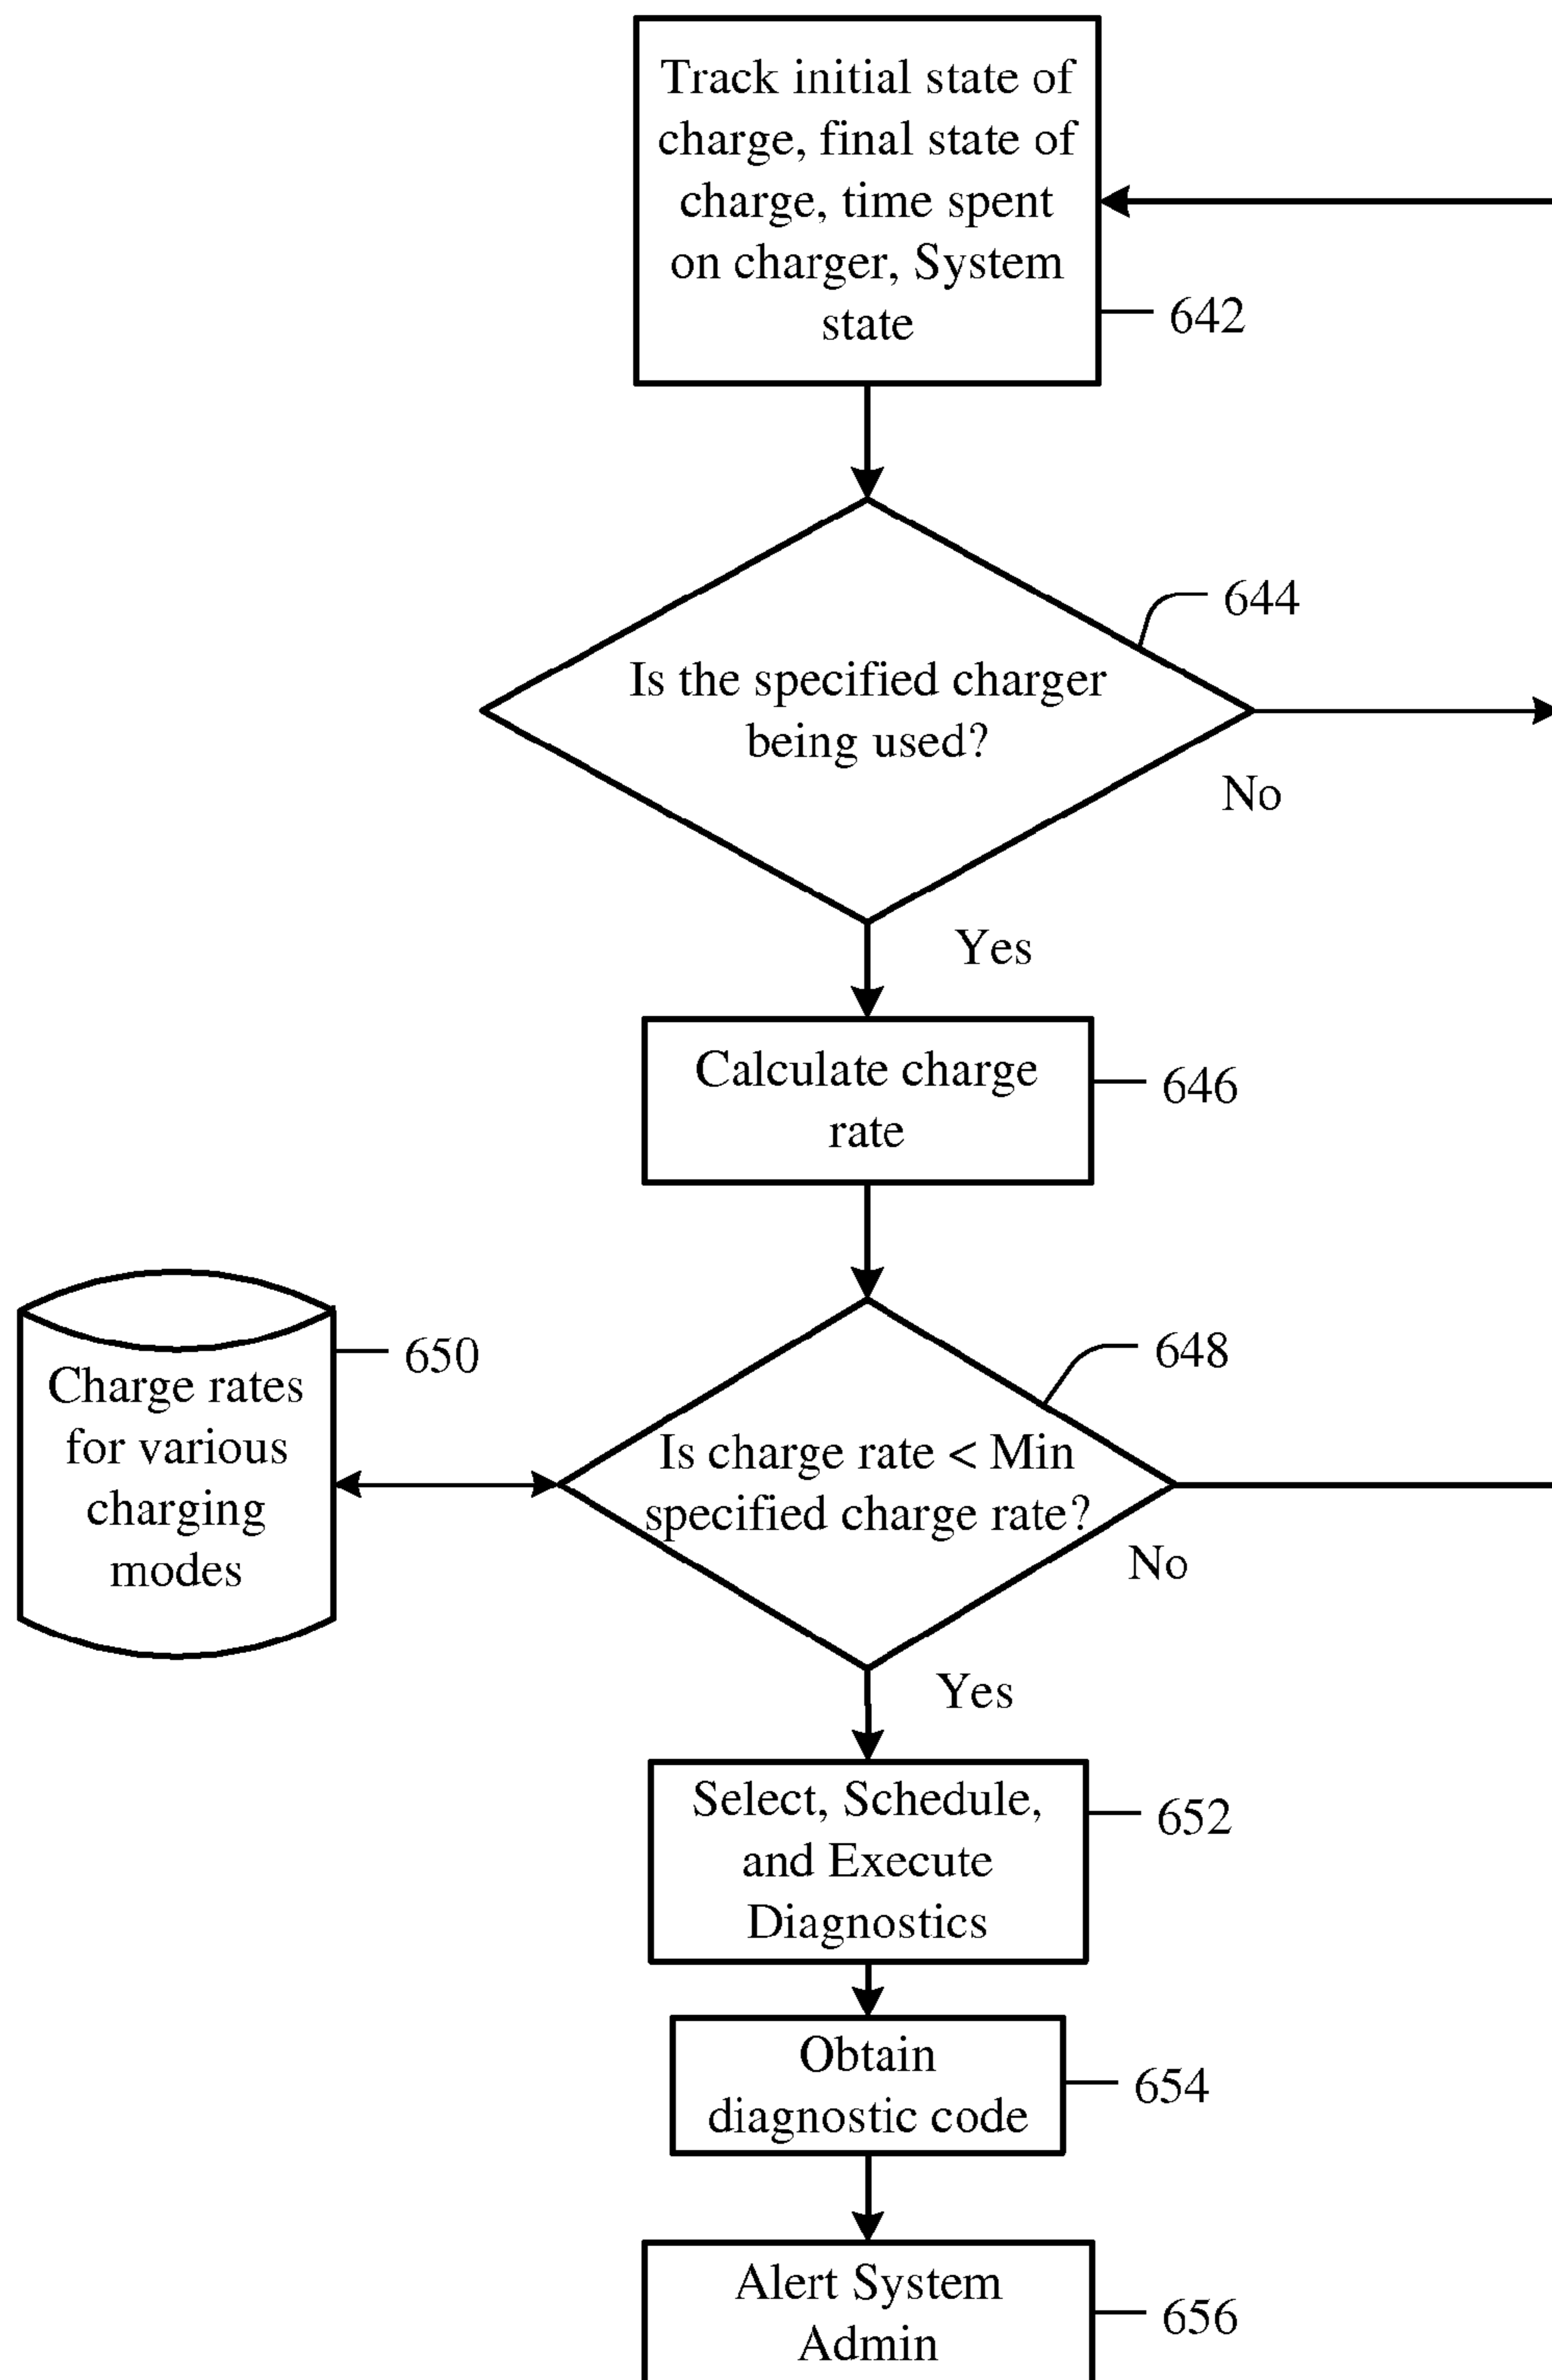 Track initial state of
charge, final state of
charge, time spent
on charger, System
state
642
644
Is the specified charger
being used?
No
Yes
Calculate charge
rate
646
648
650
Charge rates
for various
charging
modes
Is charge rate < Min
specified charge rate?
No
Yes
Select, Schedule,
and Execute
Diagnostics
652
Obtain
diagnostic code
654
Alert System
Admin
656